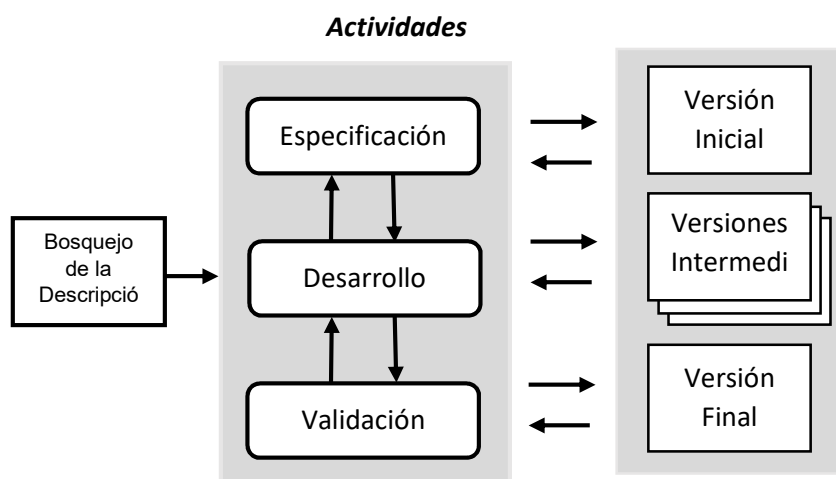 Actividades
Bosquejo
de la
Descripció
Especificación
Desarrollo
Validación
Versión
Inicial
Versiones
Intermedi
Versión
Final